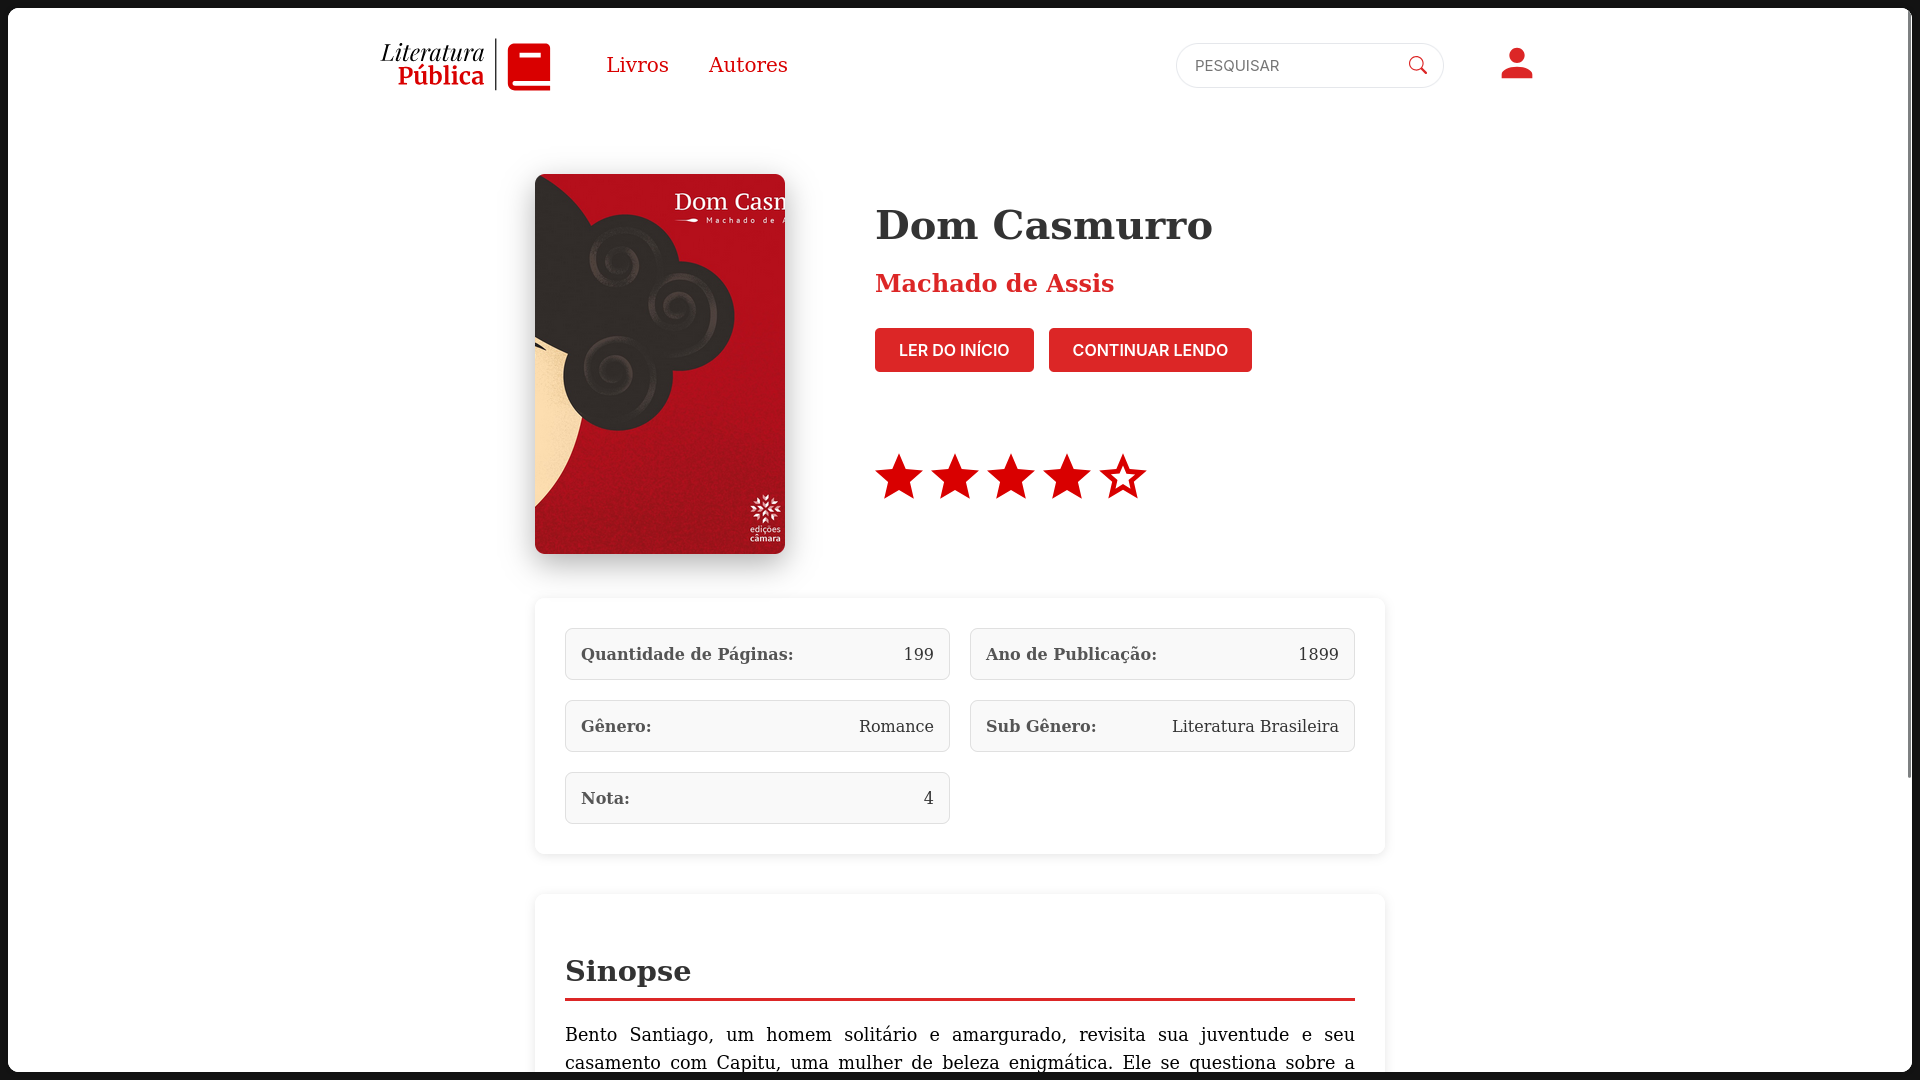 Literatura
Pública
Livros
Autores
PESQUISAR
Dom Casm
Machado de A
edições
câmara
Dom Casmurro
Machado de Assis
LER DO INÍCIO
CONTINUAR LENDO
Quantidade de Páginas: 199
Ano de Publicação: 1899
Gênero: Romance
Sub Gênero: Literatura Brasileira
Nota: 4
Sinopse
Bento Santiago, um homem solitário e amargurado, revisita sua juventude e seu
casamento com Capitu, uma mulher de beleza enigmática. Ele se questiona sobre a